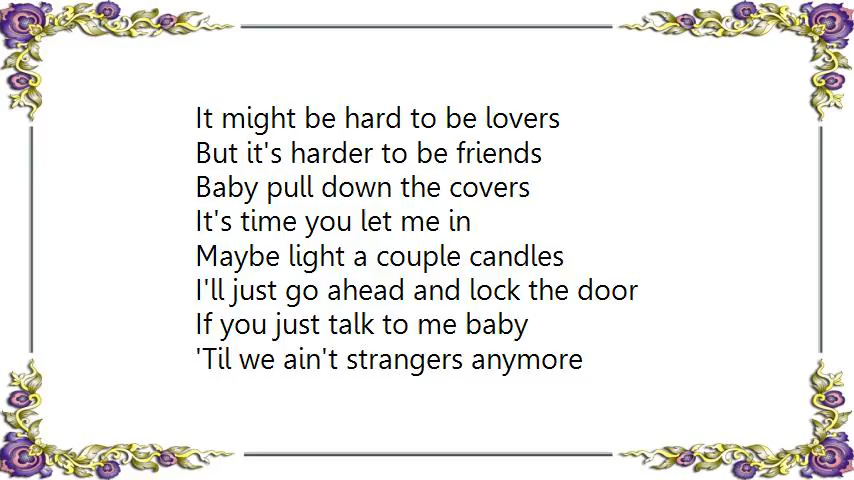 It might be hard to be lovers
But it's harder to be friends
Baby pull down the covers
It's time you let me in
Maybe light a couple candles
I'll just go ahead and lock the door
If you just talk to me baby
'Til we ain't strangers anymore